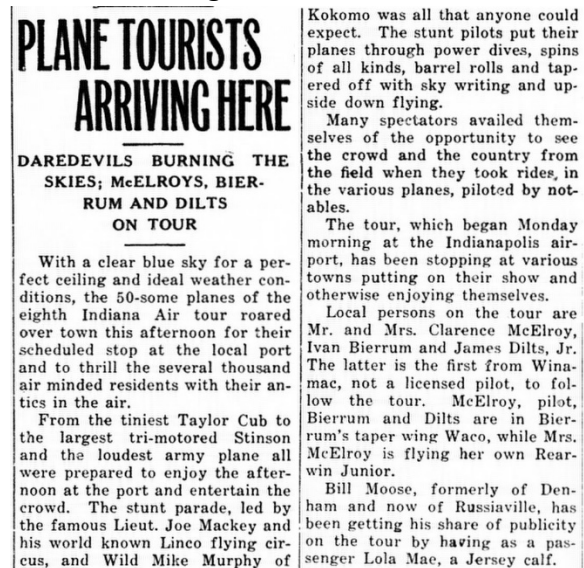 PLANE TOURISTS
ARRIVING HERE
DAREDEVILS BURNING THE
SKIES; McELROYS, BIER-
RUM AND DILTS
ON TOUR
With a clear blue sky for a per-
fect ceiling and ideal weather con-
ditions, the 50-some planes of the
eighth Indiana Air tour roared
over town this afternoon for their
scheduled stop at the local port
and to thrill the several thousand
air minded residents with their an-
tics in the air.
From the tiniest Taylor Cub to
the largest tri-motored Stinson
and the loudest army plane all
were prepared to enjoy the after-
noon at the port and entertain the
crowd. The stunt parade, led by
the famous Lieut. Joe Mackey and
his world known Linco flying cir-
cus, and Wild Mike Murphy of
Kokomo was all that anyone could
expect. The stunt pilots put their
planes through power dives, spins
of all kinds, barrel rolls and tap-
ered off with sky writing and up-
side down flying.
Many spectators availed them-
selves of the opportunity to see
the crowd and the country from
the field when they took rides, in
the various planes, piloted by not-
ables.
The tour, which began Monday
morning at the Indianapolis air-
port, has been stopping at various
towns putting on their show and
otherwise enjoying themselves.
Local persons on the tour are
Mr. and Mrs. Clarence McElroy,
Ivan Bierrum and James Dilts, Jr.
The latter is the first from Wina-
mac, not a licensed pilot, to fol-
low the tour. McElroy, pilot,
Bierrum and Dilts are in Bier-
rum's taper wing Waco, while Mrs.
McElroy is flying her own Rear-
win Junior.
Bill Moose, formerly of Den-
ham and now of Russiaville, has
been getting his share of publicity
on the tour by having as a pas-
senger Lola Mae, a Jersey calf.